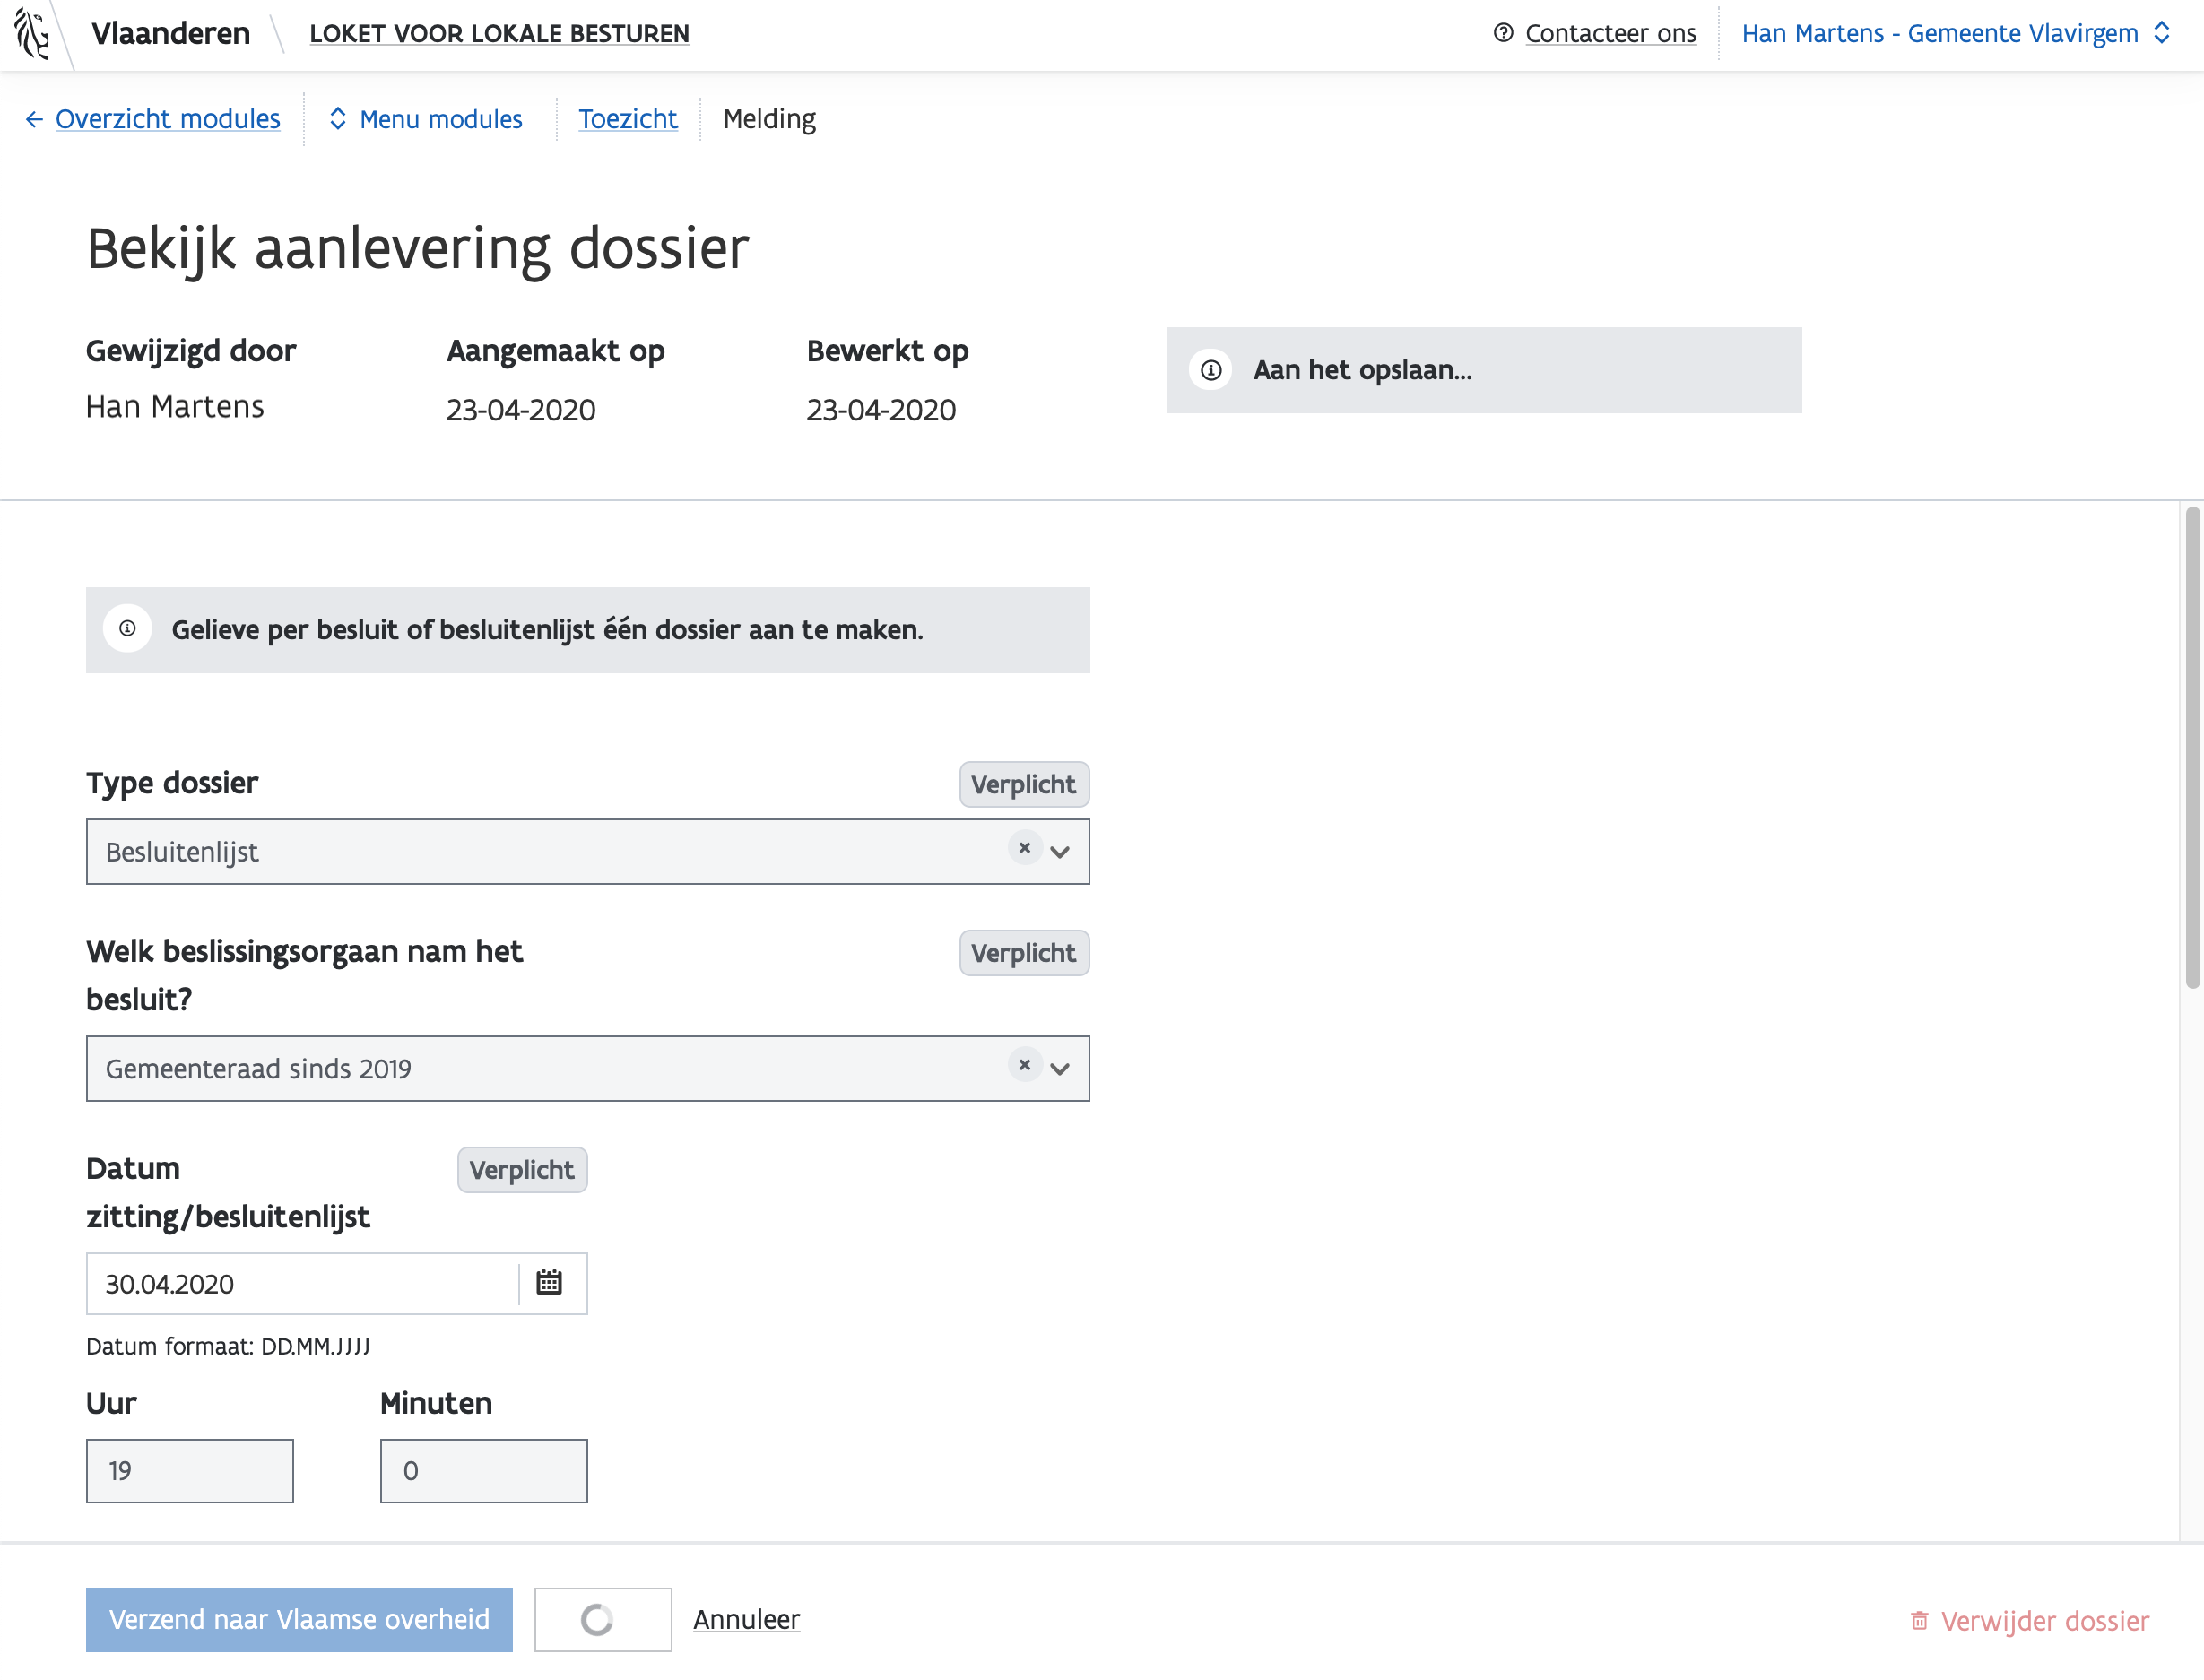 Vlaanderen LOKET VOOR LOKALE BESTUREN Contacteer ons Han Martens - Gemeente Vlavirgem
Overzicht modules Menu modules Toezicht Melding
Bekijk aanlevering dossier
Gewijzigd door Aangemaakt op Bewerkt op
Aan het opslaan...
Han Martens 23-04-2020 23-04-2020
Gelieve per besluit of besluitenlijst één dossier aan te maken.
Type dossier Verplicht
Besluitenlijst
Welk beslissingsorgaan nam het Verplicht
besluit?
Gemeenteraad sinds 2019
Datum Verplicht
zitting/besluitenlijst
30.04.2020
Datum formaat: DD.MM.JJJJ
Uur Minuten
19 0
Verzend naar Vlaamse overheid Annuleer Verwijder dossier